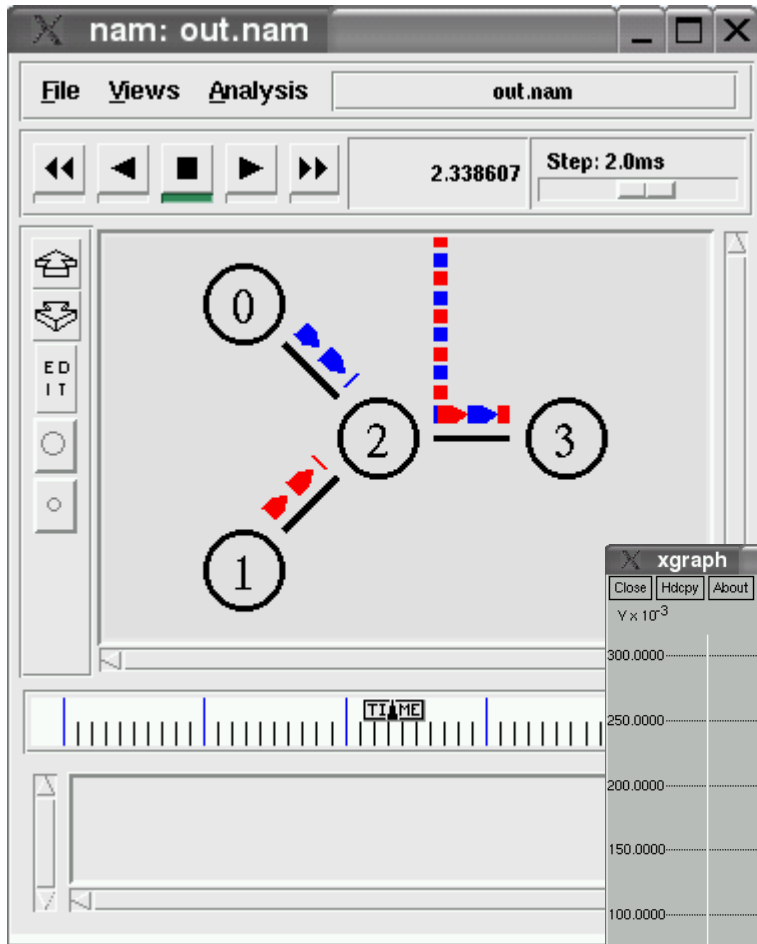 nam: out.nam
File Views Analysis out.nam
2.338607 Step: 2.0ms
ED
IT
0
2
3
1
TIME
xgraph
Close Hdcpy About
Y x 10-3
300.0000
250.0000
200.0000
150.0000
100.0000